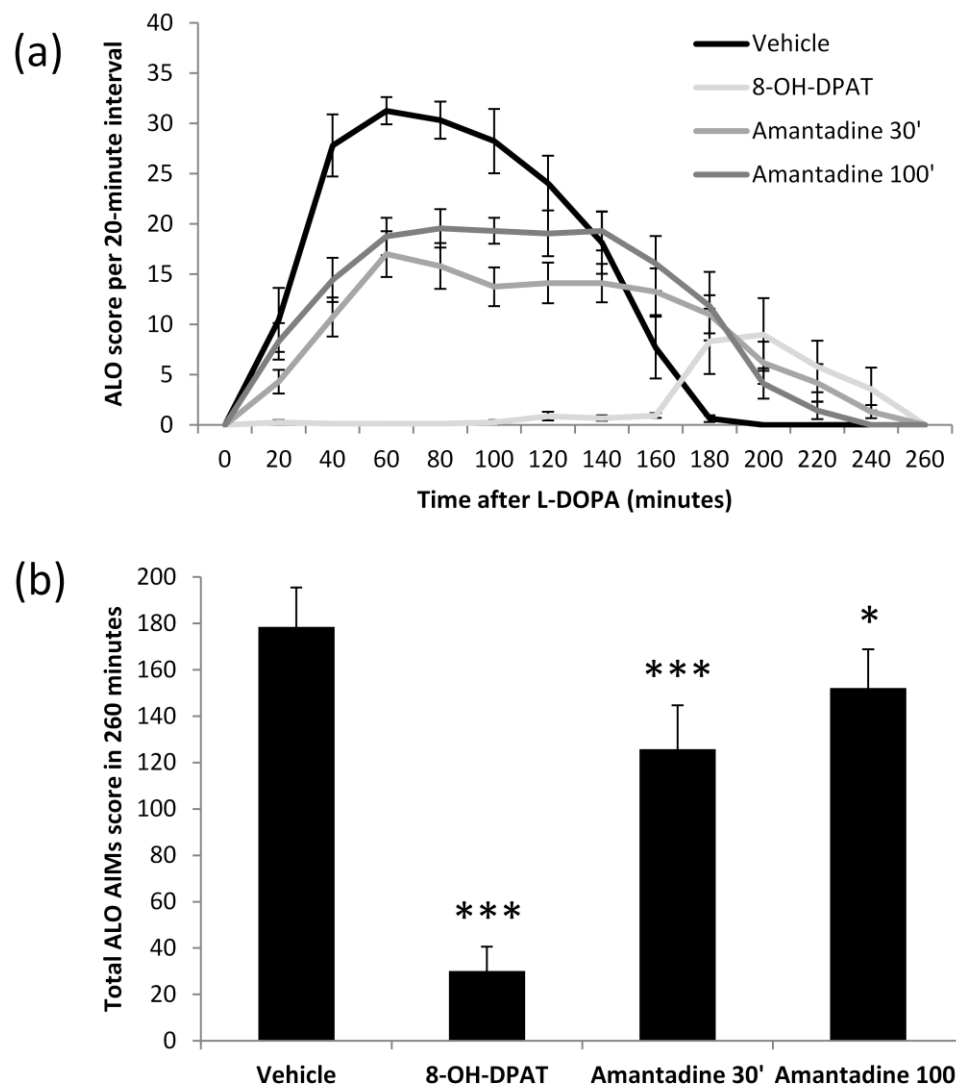 (a)
ALO score per 20-minute interval
40
35
30
25
20
15
10
5
0
Vehicle
8-OH-DPAT
Amantadine 30'
Amantadine 100'
0 20 40 60 80 100 120 140 160 180 200 220 240 260
Time after L-DOPA (minutes)
(b)
Total ALO AIMs score in 260 minutes
200
180
160
140
120
100
80
60
40
20
0
***
***
*
Vehicle 8-OH-DPAT Amantadine 30' Amantadine 100